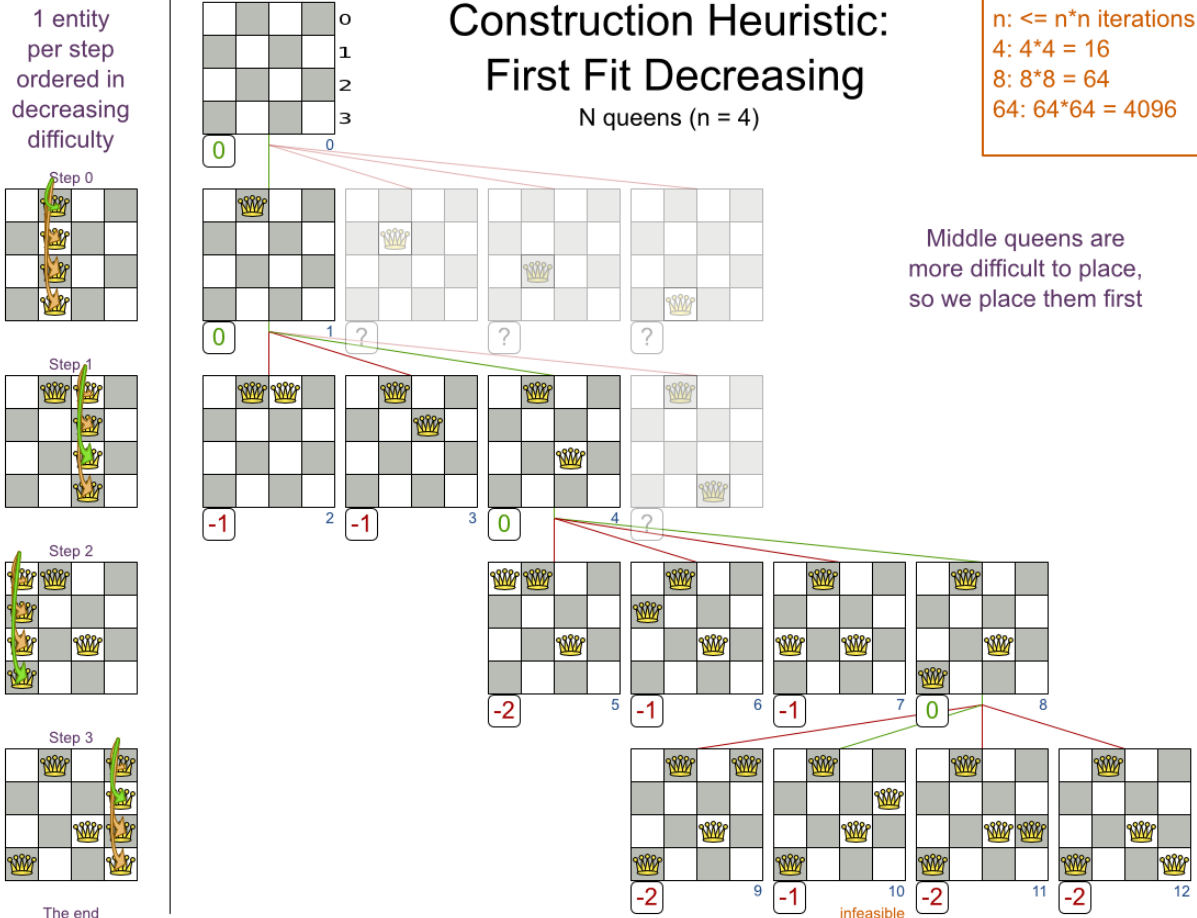 1 entity
per step
ordered in
decreasing
difficulty
Construction Heuristic:
First Fit Decreasing
N queens (n = 4)
n: <= n*n iterations
4: 4*4 = 16
8: 8*8 = 64
64: 64*64 = 4096
0
1
2
3
0
0
Step 0
Middle queens are
more difficult to place,
so we place them first
0
1
?
?
?
Step 1
-1
2
-1
3
0
4
?
Step 2
-2
5
-1
6
-1
7
0
8
Step 3
-2
9
-1
10
-2
11
-2
12
The end
infeasible